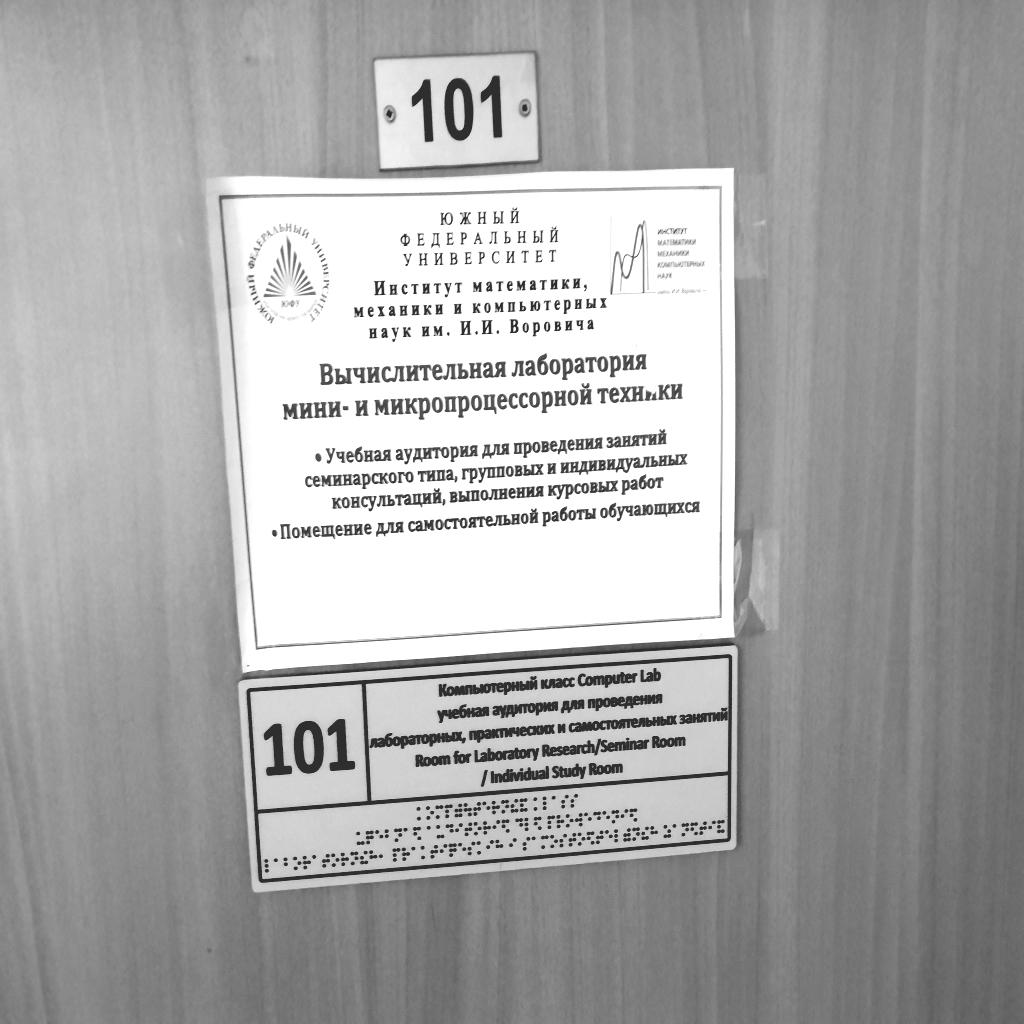 101
ЮЖНЫЙ
ФЕДЕРАЛЬНЫЙ
УНИВЕРСИТЕТ
ЮЖНЫЙ ФЕДЕРАЛЬНЫЙ УНИВЕРСИТЕТ
ЮФУ
ИНСТИТУТ
МАТЕМАТИКИ
МЕХАНИКИ
КОМПЬЮТЕРНЫХ
НАУК
Институт математики,
механики и компьютерных
наук им. И.И. Воровича
Вычислительная лаборатория
мини- и микропроцессорной техники
• Учебная аудитория для проведения занятий
семинарского типа, групповых и индивидуальных
консультаций, выполнения курсовых работ
• Помещение для самостоятельной работы обучающихся
101
Компьютерный класс Computer Lab
учебная аудитория для проведения
лабораторных, практических и самостоятельных занятий
Room for Laboratory Research/Seminar Room
/ Individual Study Room